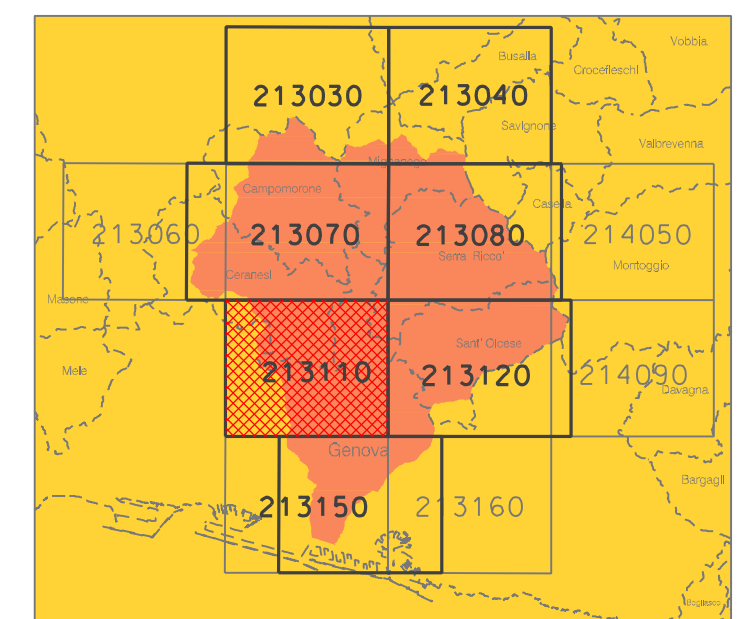 Vobbia
Busalla
Crocefieschi
213030
213040
Savignone
Valbrevenna
Mignanego
Campomorone
Casella
213060
213070
213080
214050
Serra Ricco'
Montoggio
Ceranesi
Masone
Sant' Olcese
Mele
213110
213120
214090
Davagna
Genova
Bargagli
213150
213160
Bogliasco